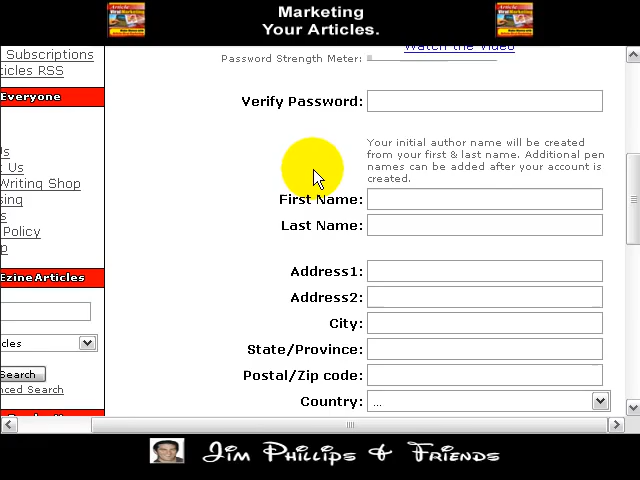 Marketing
Your Articles.
Subscriptions
ticles RSS
Everyone
Us
t Us
Writing Shop
sing
s
Policy
p
Ezine Articles
cles
Search
nced Search
Watch the Video
Password Strength Meter:
Verify Password:
Your initial author name will be created
from your first & last name. Additional pen
names can be added after your account is
created.
First Name:
Last Name:
Address1:
Address2:
City:
State/Province:
Postal/Zip code:
Country:
...
Jim Phillips & Friends